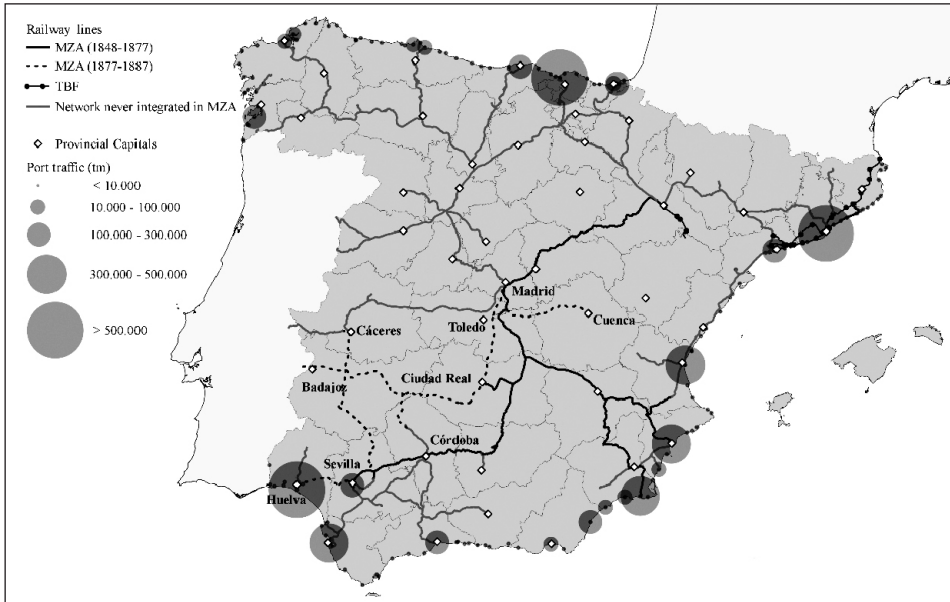 Railway lines
MZA (1848-1877)
MZA (1877-1887)
TBF
Network never integrated in MZA
Provincial Capitals
Port traffic (tm)
< 10.000
10.000 - 100.000
100.000 - 300.000
300.000 - 500.000
> 500.000
Madrid
Cáceres
Toledo
Cuenca
Badajoz
Ciudad Real
Córdoba
Sevilla
Huelva